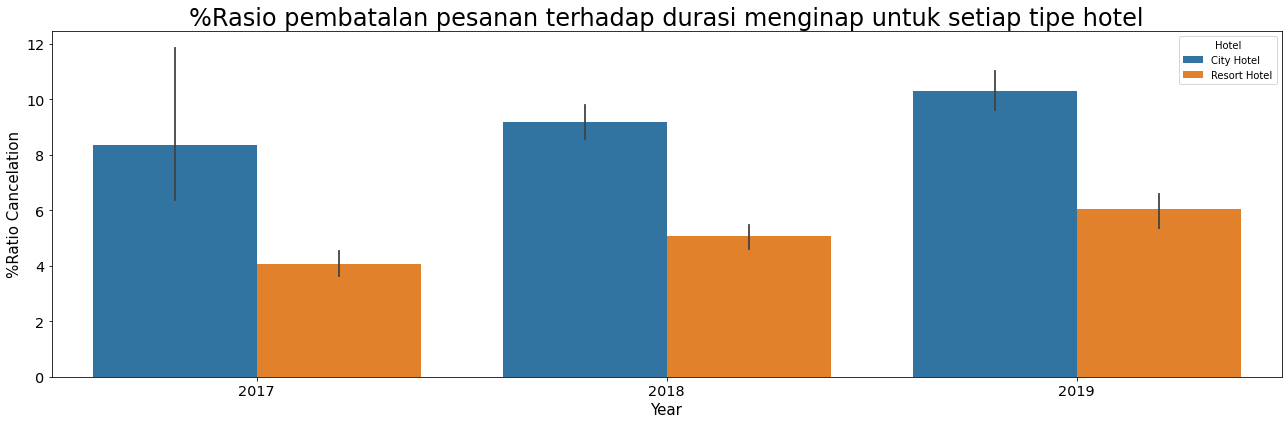 %Rasio pembatalan pesanan terhadap durasi menginap untuk setiap tipe hotel
Hotel
City Hotel
Resort Hotel
%Ratio Cancelation
12
10
8
6
4
2
0
2017
2018
2019
Year